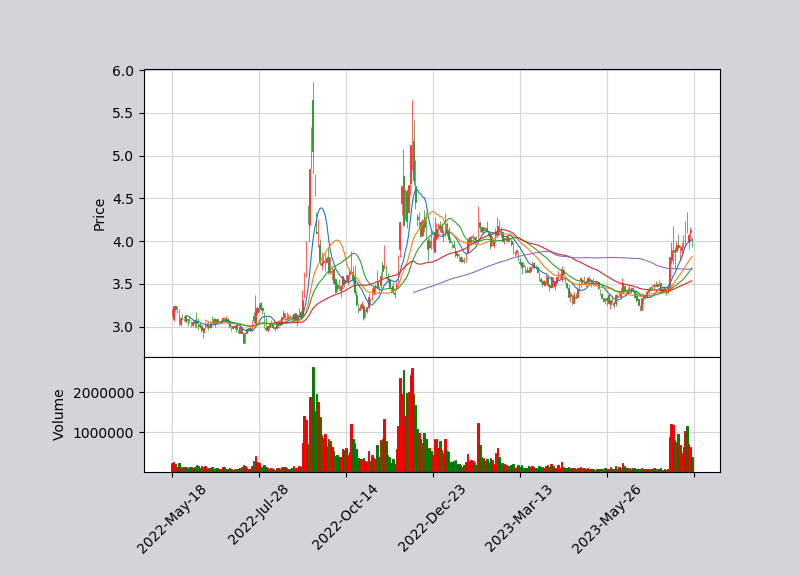 6.0
5.5
5.0
4.5
4.0
3.5
3.0
Price
2000000
1000000
Volume
2022-May-18
2022-Jul-28
2022-Oct-14
2022-Dec-23
2023-Mar-13
2023-May-26